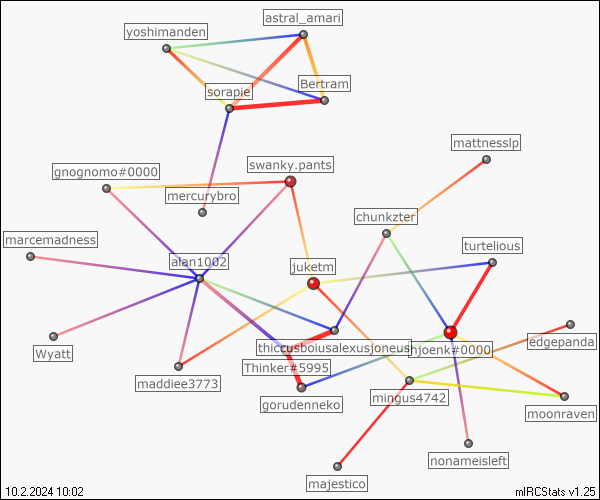 astral_amari
yoshimanden
Bertram
sorapie
mattnesslp
swanky.pants
gnognomo#0000
mercurybro
chunkzter
marcemadness
turtelious
alan1002
juketm
thiccusboiusalexusjoneus
hjoenk#0000
edgepanda
Wyatt
Thinker#5995
maddiee3773
gorudenneko
mingus4742
moonraven
nonameisleft
majestico
10.2.2024 10:02
mIRCStats v1.25